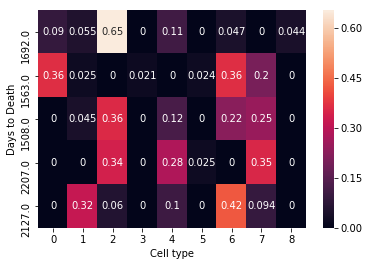 0.09 0.055 0.65 0 0.11 0 0.047 0 0.044
0.36 0.025 0 0.021 0 0.024 0.36 0.2 0
0 0.045 0.36 0 0.12 0 0.22 0.25 0
0 0 0.34 0 0.28 0.025 0 0.35 0
0 0.32 0.06 0 0.1 0 0.42 0.094 0
1692.0
1563.0
1508.0
2207.0
2127.0
Days to Death
0 1 2 3 4 5 6 7 8
Cell type
0.60
0.45
0.30
0.15
0.00